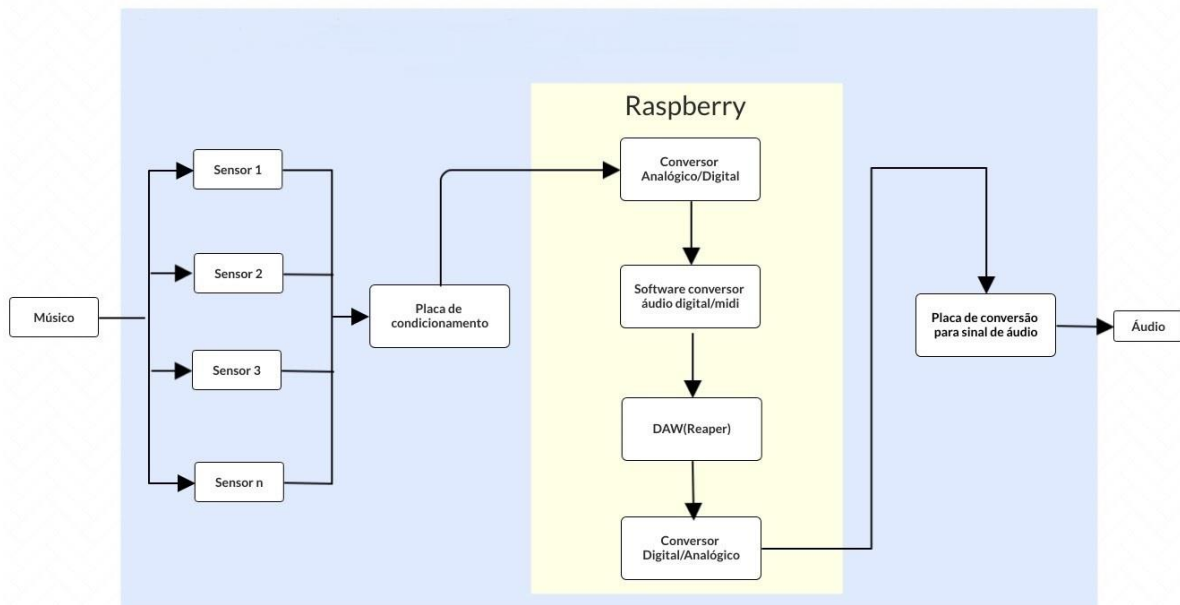 Raspberry
Músico
Sensor 1
Sensor 2
Sensor 3
Sensor n
Placa de
condicionamento
Conversor
Analógico/Digital
Software conversor
áudio digital/midi
DAW(Reaper)
Conversor
Digital/Analógico
Placa de conversão
para sinal de áudio
Áudio